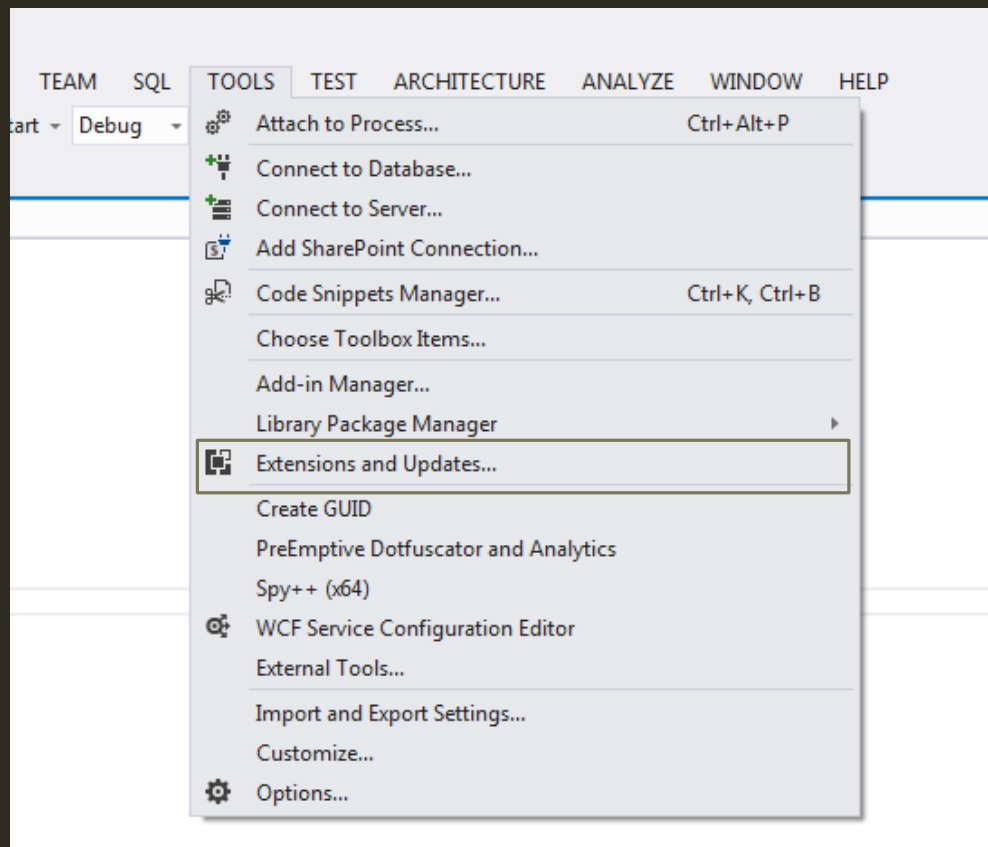 TEAM SQL TOOLS TEST ARCHITECTURE ANALYZE WINDOW HELP
tart Debug
Attach to Process... Ctrl+Alt+P
Connect to Database...
Connect to Server...
Add SharePoint Connection...
Code Snippets Manager... Ctrl+K, Ctrl+B
Choose Toolbox Items...
Add-in Manager...
Library Package Manager
Extensions and Updates...
Create GUID
PreEmptive Dotfuscator and Analytics
Spy++ (x64)
WCF Service Configuration Editor
External Tools...
Import and Export Settings...
Customize...
Options...